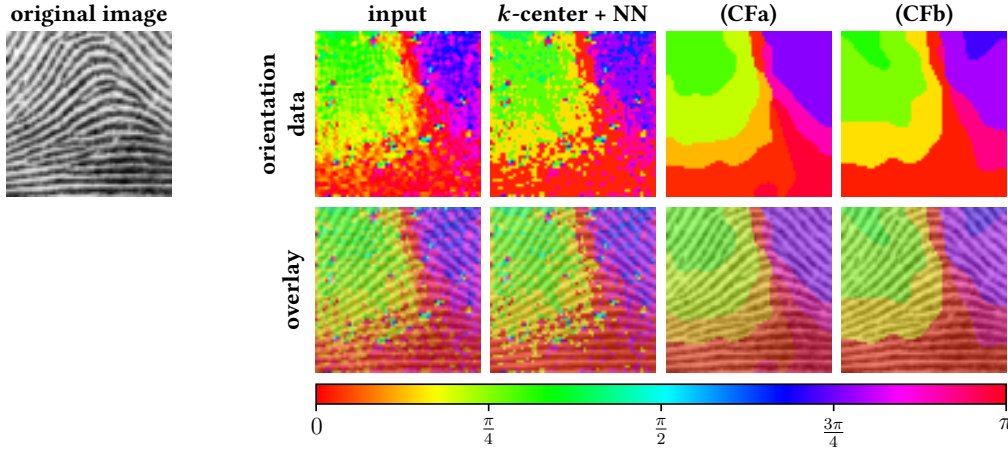 original image
input
k-center + NN
(CFa)
(CFb)
orientation
data
overlay
0
π/4
π/2
3π/4
π